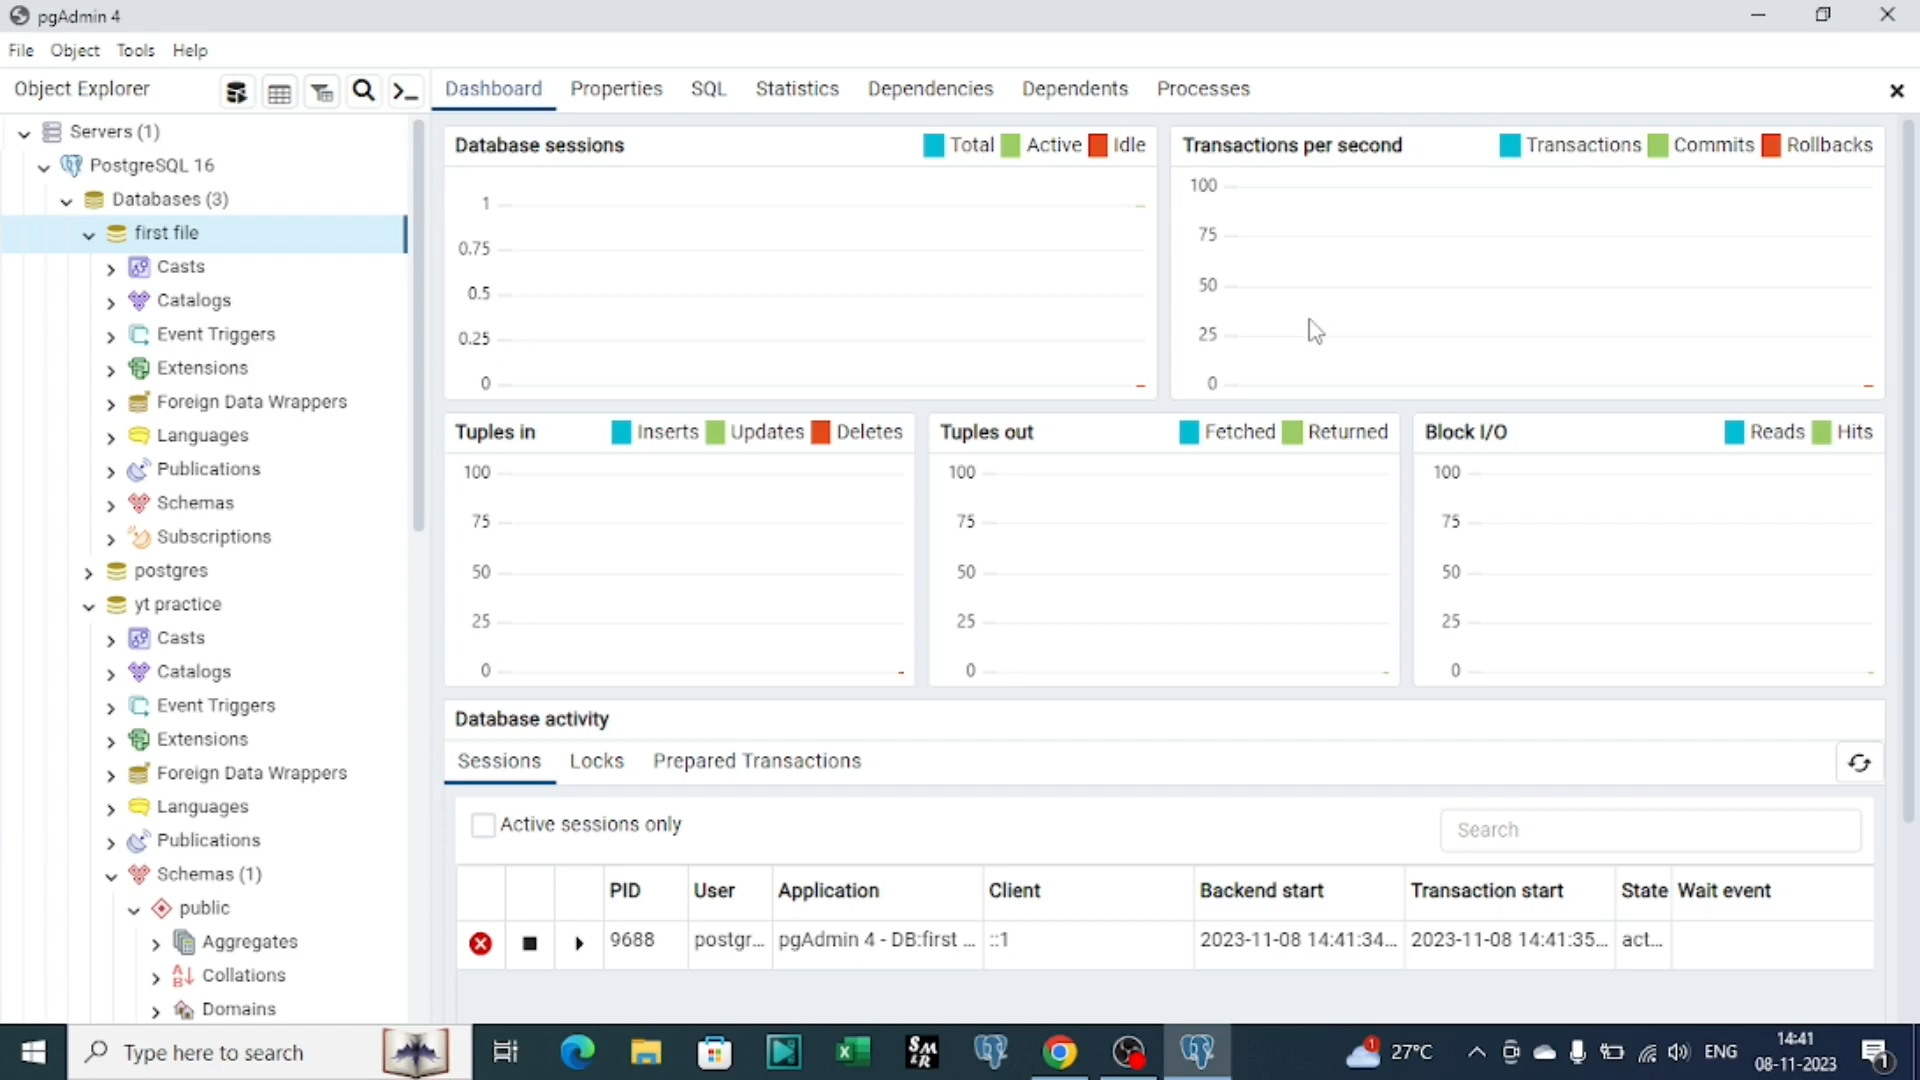 pgAdmin 4
File Object Tools Help
Object Explorer
Dashboard Properties SQL Statistics Dependencies Dependents Processes
Servers (1)
PostgreSQL 16
Databases (3)
first file
Casts
Catalogs
Event Triggers
Extensions
Foreign Data Wrappers
Languages
Publications
Schemas
Subscriptions
postgres
yt practice
Casts
Catalogs
Event Triggers
Extensions
Foreign Data Wrappers
Languages
Publications
Schemas (1)
public
Aggregates
Collations
Domains
Database sessions Total Active Idle
1
0.75
0.5
0.25
0
Transactions per second Transactions Commits Rollbacks
100
75
50
25
0
Tuples in Inserts Updates Deletes
100
75
50
25
0
Tuples out Fetched Returned
100
75
50
25
0
Block I/O Reads Hits
100
75
50
25
0
Database activity
Sessions Locks Prepared Transactions
Active sessions only
Search
PID User Application Client Backend start Transaction start State Wait event
9688 postgr... pgAdmin 4 - DB:first ... ::1 2023-11-08 14:41:34... 2023-11-08 14:41:35... act...
Type here to search
SM
R
1
27°C
ENG
14:41
08-11-2023
1